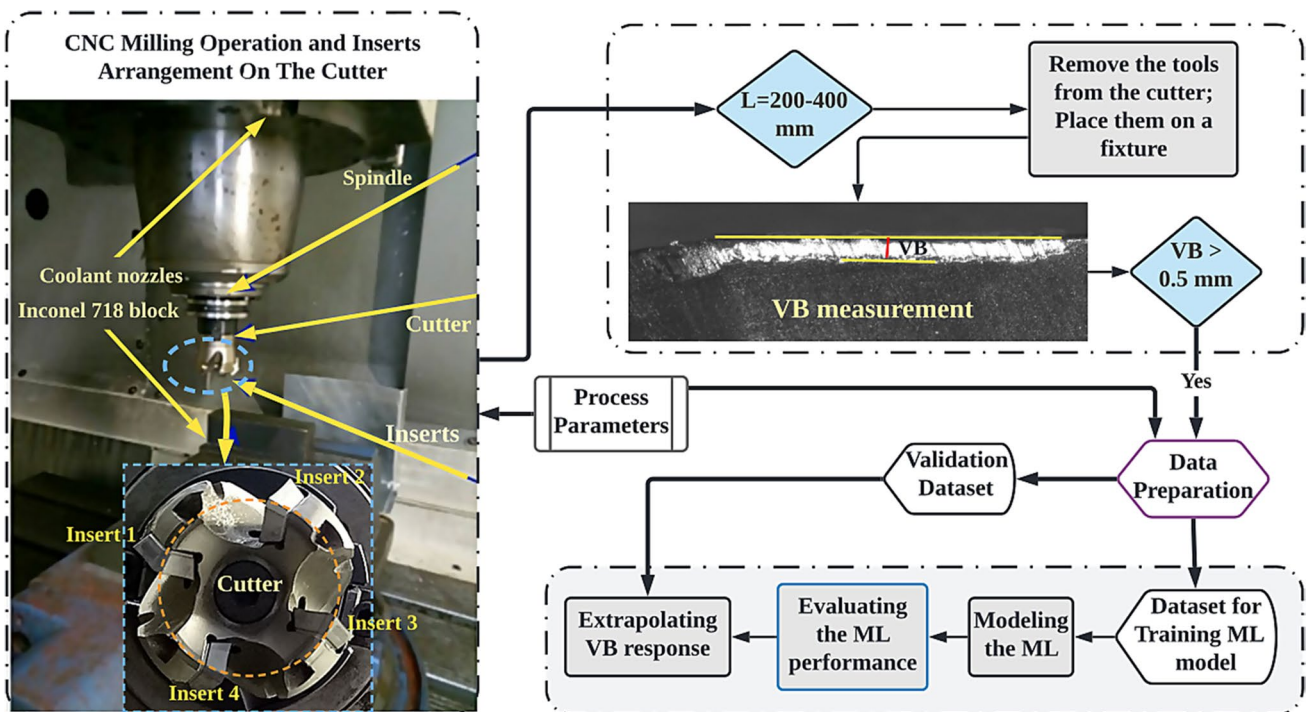 CNC Milling Operation and Inserts
Arrangement On The Cutter
Spindle
Coolant nozzles
Inconel 718 block
Cutter
Inserts
Insert 2
Insert 1
Cutter
Insert 3
Insert 4
L=200-400
mm
Remove the tools
from the cutter;
Place them on a
fixture
VB
VB measurement
VB >
0.5 mm
Yes
Process
Parameters
Validation
Dataset
Data
Preparation
Extrapolating
VB response
Evaluating
the ML
performance
Modeling
the ML
Dataset for
Training ML
model